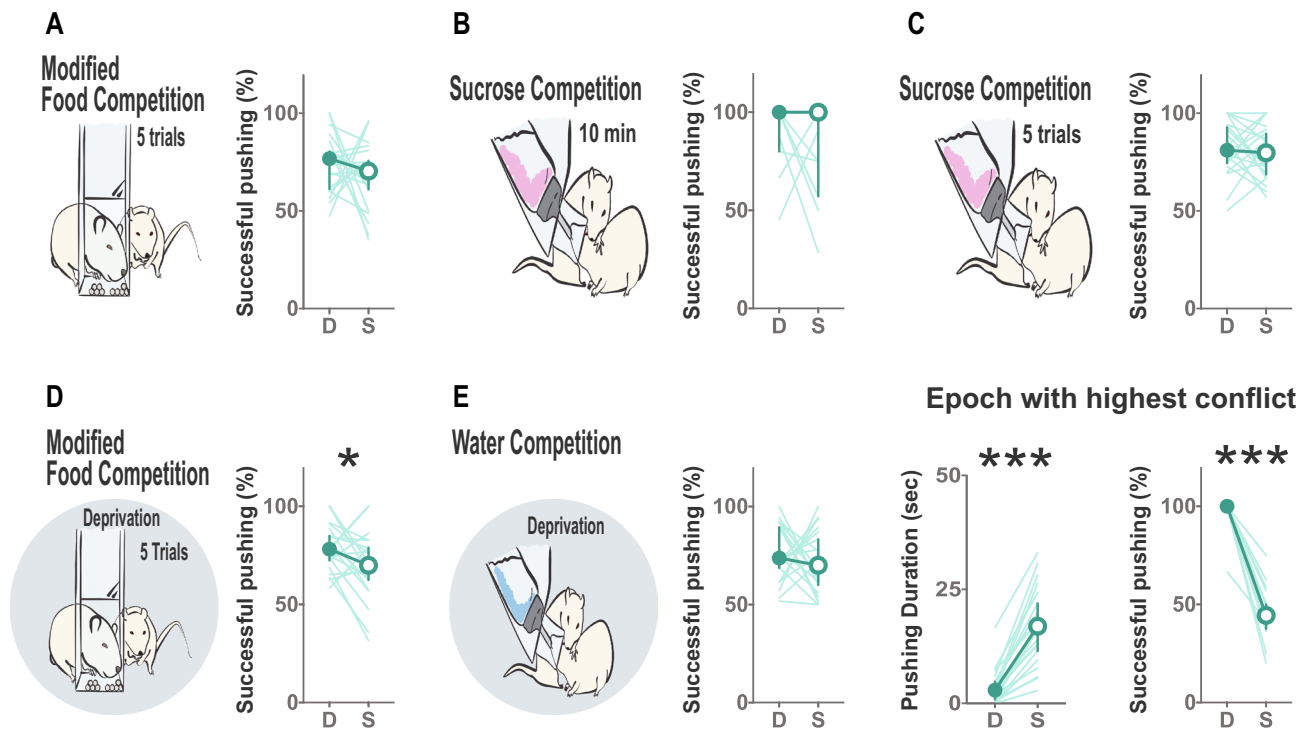 A
Modified
Food Competition
5 trials
Successful pushing (%)
100
50
0
D S
B
Sucrose Competition
10 min
Successful pushing (%)
100
50
0
D S
C
Sucrose Competition
5 trials
Successful pushing (%)
100
50
0
D S
D
Modified
Food Competition
Deprivation
5 Trials
*
Successful pushing (%)
100
50
0
D S
E
Water Competition
Deprivation
Successful pushing (%)
100
50
0
D S
Epoch with highest conflict
***
Pushing Duration (sec)
50
25
0
D S
***
Successful pushing (%)
100
50
0
D S